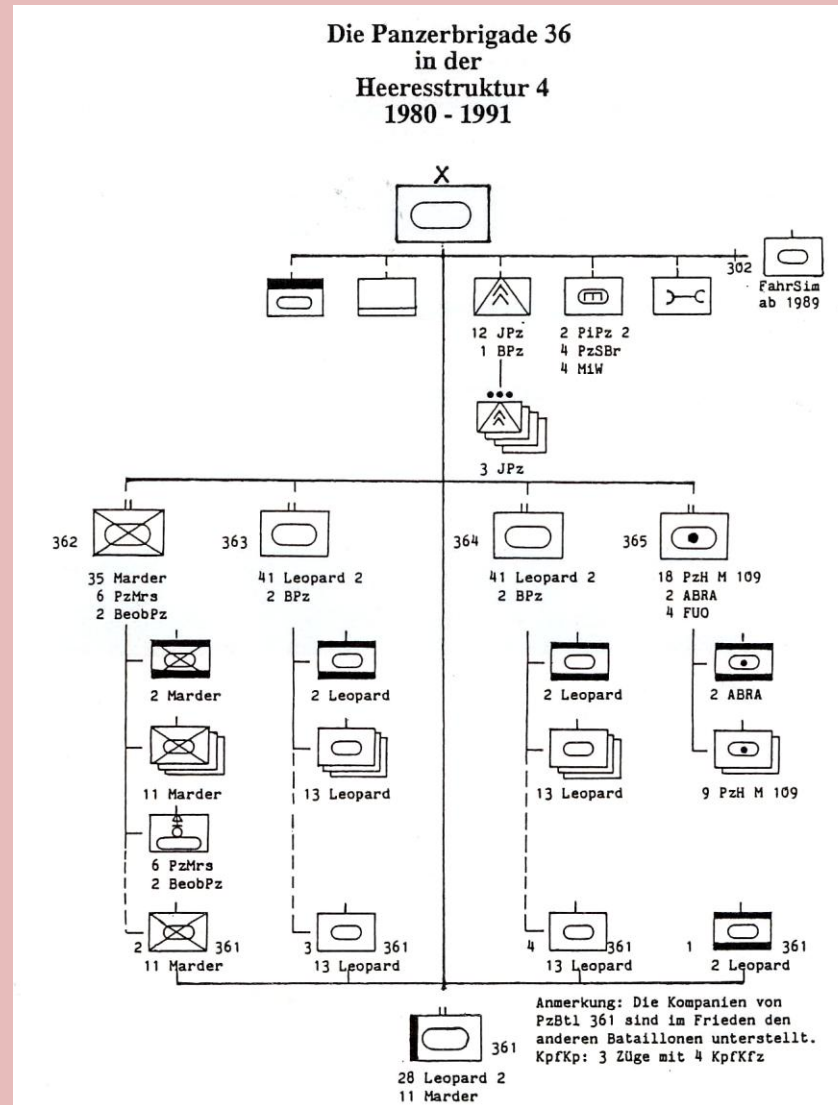 Die Panzerbrigade 36
in der
Heeresstruktur 4
1980 - 1991
X
302
FahrSim
ab 1989
12 JPz
1 BPz
2 PiPz 2
4 PzSBr
4 MiW
3 JPz
362
35 Marder
6 PzMrs
2 BeobPz
363
41 Leopard 2
2 BPz
364
41 Leopard 2
2 BPz
365
18 PzH M 109
2 ABRA
4 FUO
2 Marder
2 Leopard
2 Leopard
2 ABRA
11 Marder
13 Leopard
13 Leopard
9 PzH M 109
6 PzMrs
2 BeobPz
2 361
11 Marder
3 361
13 Leopard
4 361
13 Leopard
1 361
2 Leopard
361
28 Leopard 2
11 Marder
Anmerkung: Die Kompanien von
PzBtl 361 sind im Frieden den
anderen Bataillonen unterstellt.
KpfKp: 3 Züge mit 4 KpfKfz